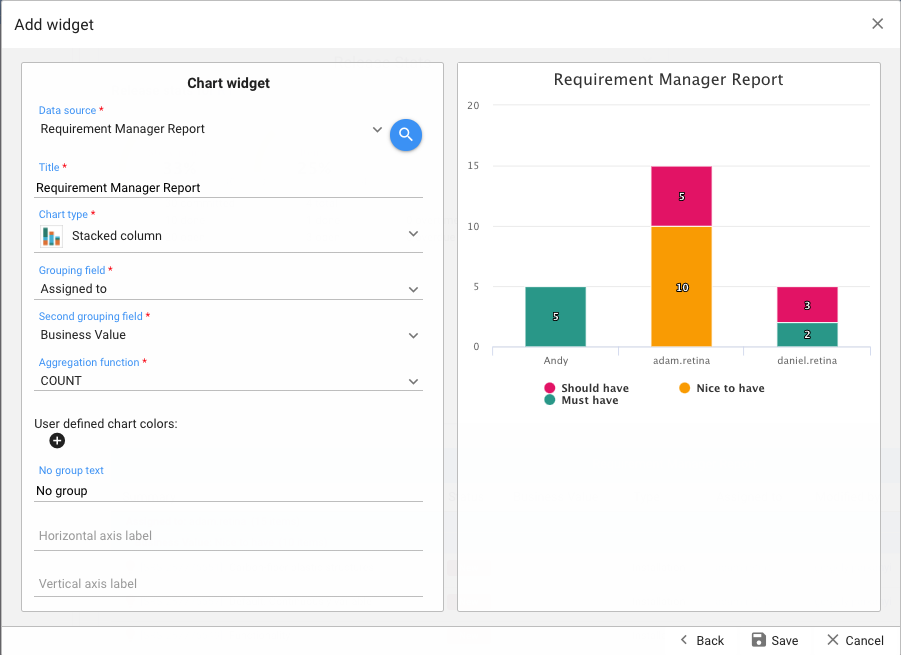 Add widget
Chart widget
Data source *
Requirement Manager Report
Title *
Requirement Manager Report
Chart type *
Stacked column
Grouping field *
Assigned to
Second grouping field *
Business Value
Aggregation function *
COUNT
User defined chart colors:
No group text
No group
Horizontal axis label
Vertical axis label
Requirement Manager Report
20
15
10
5
0
5
5
10
3
2
Andy adam.retina daniel.retina
Should have Nice to have
Must have
Back Save Cancel